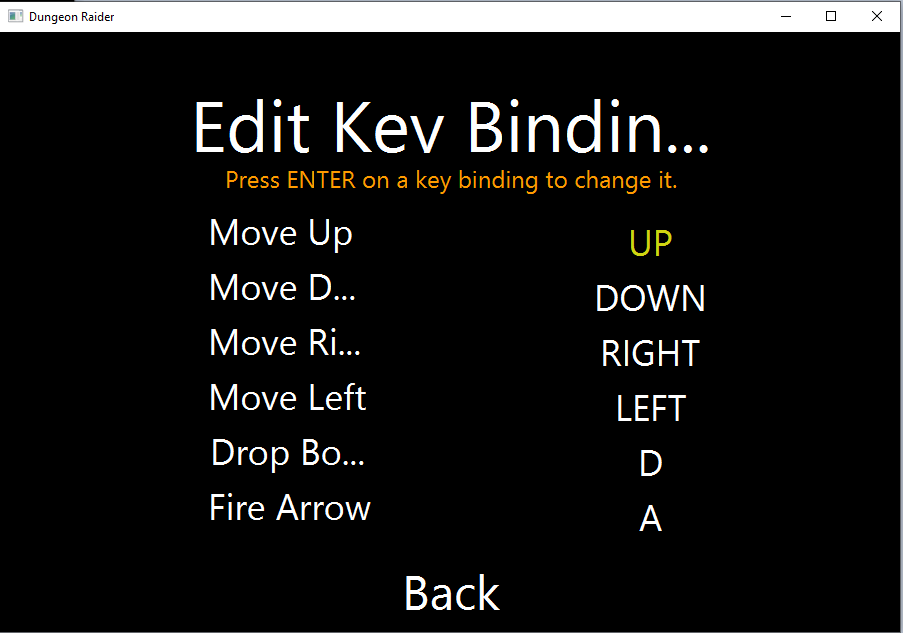 Dungeon Raider
Edit Key Bindin...
Press ENTER on a key binding to change it.
Move Up UP
Move D... DOWN
Move Ri... RIGHT
Move Left LEFT
Drop Bo... D
Fire Arrow A
Back